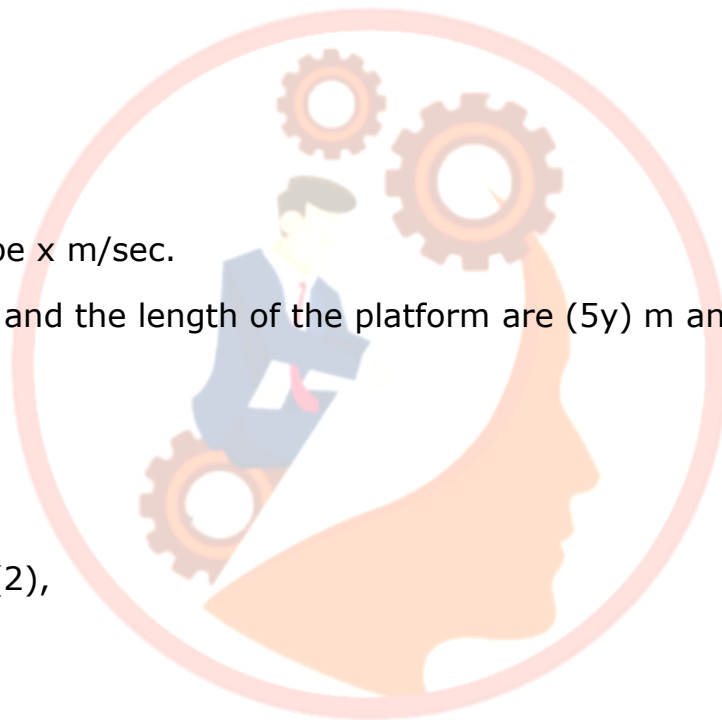 be x m/sec.
and the length of the platform are (5y) m an
(2),